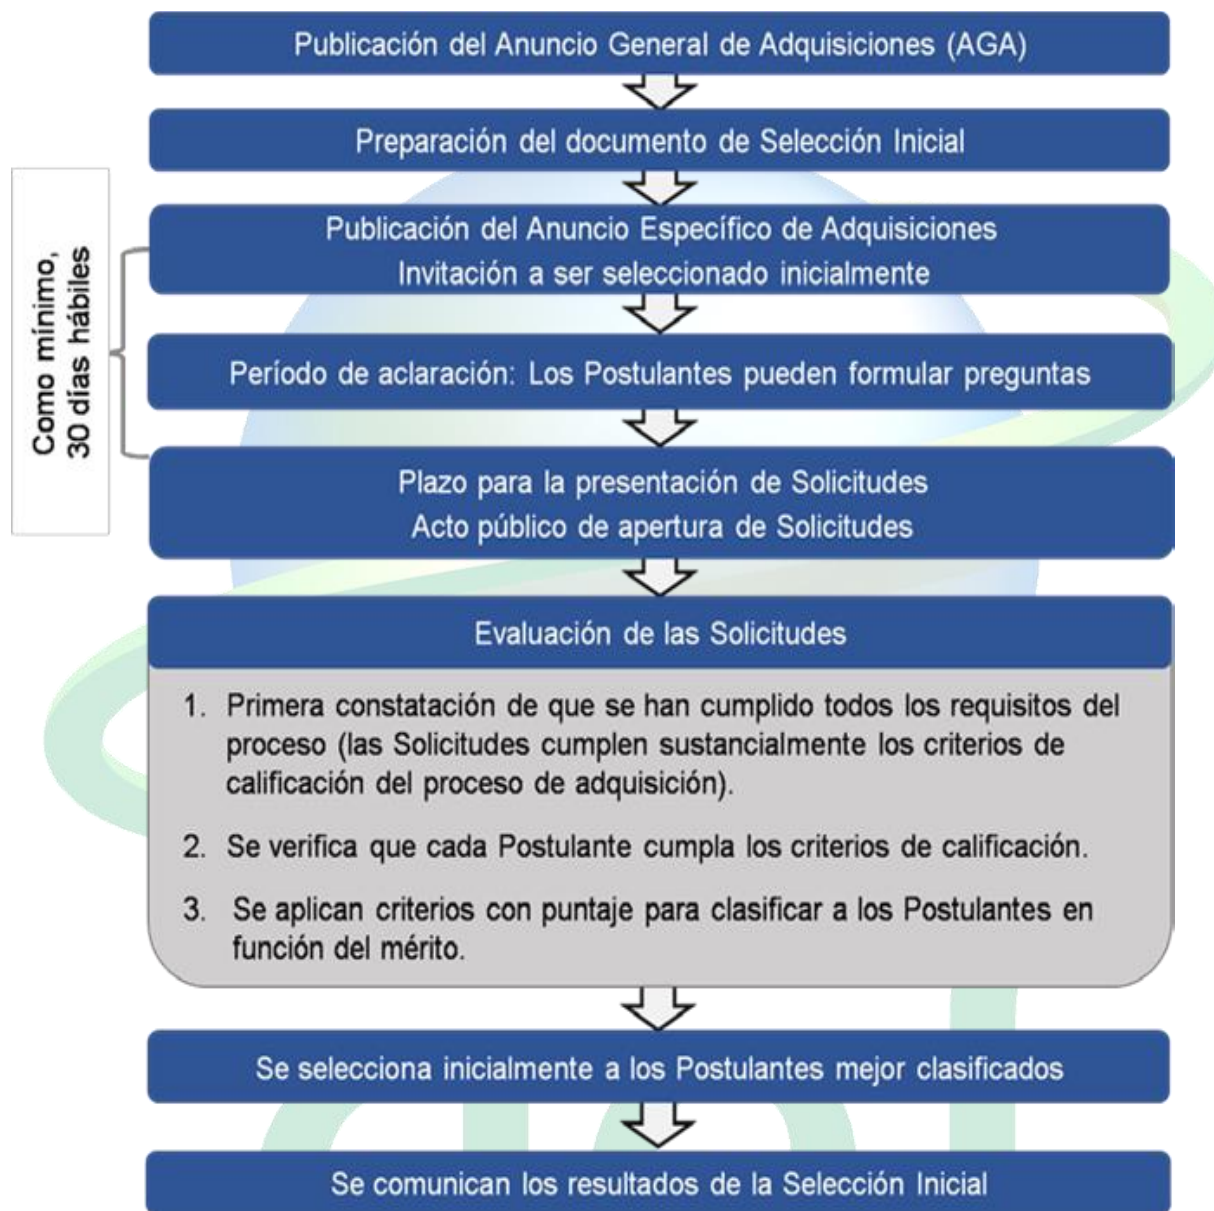 Publicación del Anuncio General de Adquisiciones (AGA)
Preparación del documento de Selección Inicial
Como mínimo,
30 días hábiles
Publicación del Anuncio Específico de Adquisiciones
Invitación a ser seleccionado inicialmente
Período de aclaración: Los Postulantes pueden formular preguntas
Plazo para la presentación de Solicitudes
Acto público de apertura de Solicitudes
Evaluación de las Solicitudes
1. Primera constatación de que se han cumplido todos los requisitos del
proceso (las Solicitudes cumplen sustancialmente los criterios de
calificación del proceso de adquisición).
2. Se verifica que cada Postulante cumpla los criterios de calificación.
3. Se aplican criterios con puntaje para clasificar a los Postulantes en
función del mérito.
Se selecciona inicialmente a los Postulantes mejor clasificados
Se comunican los resultados de la Selección Inicial